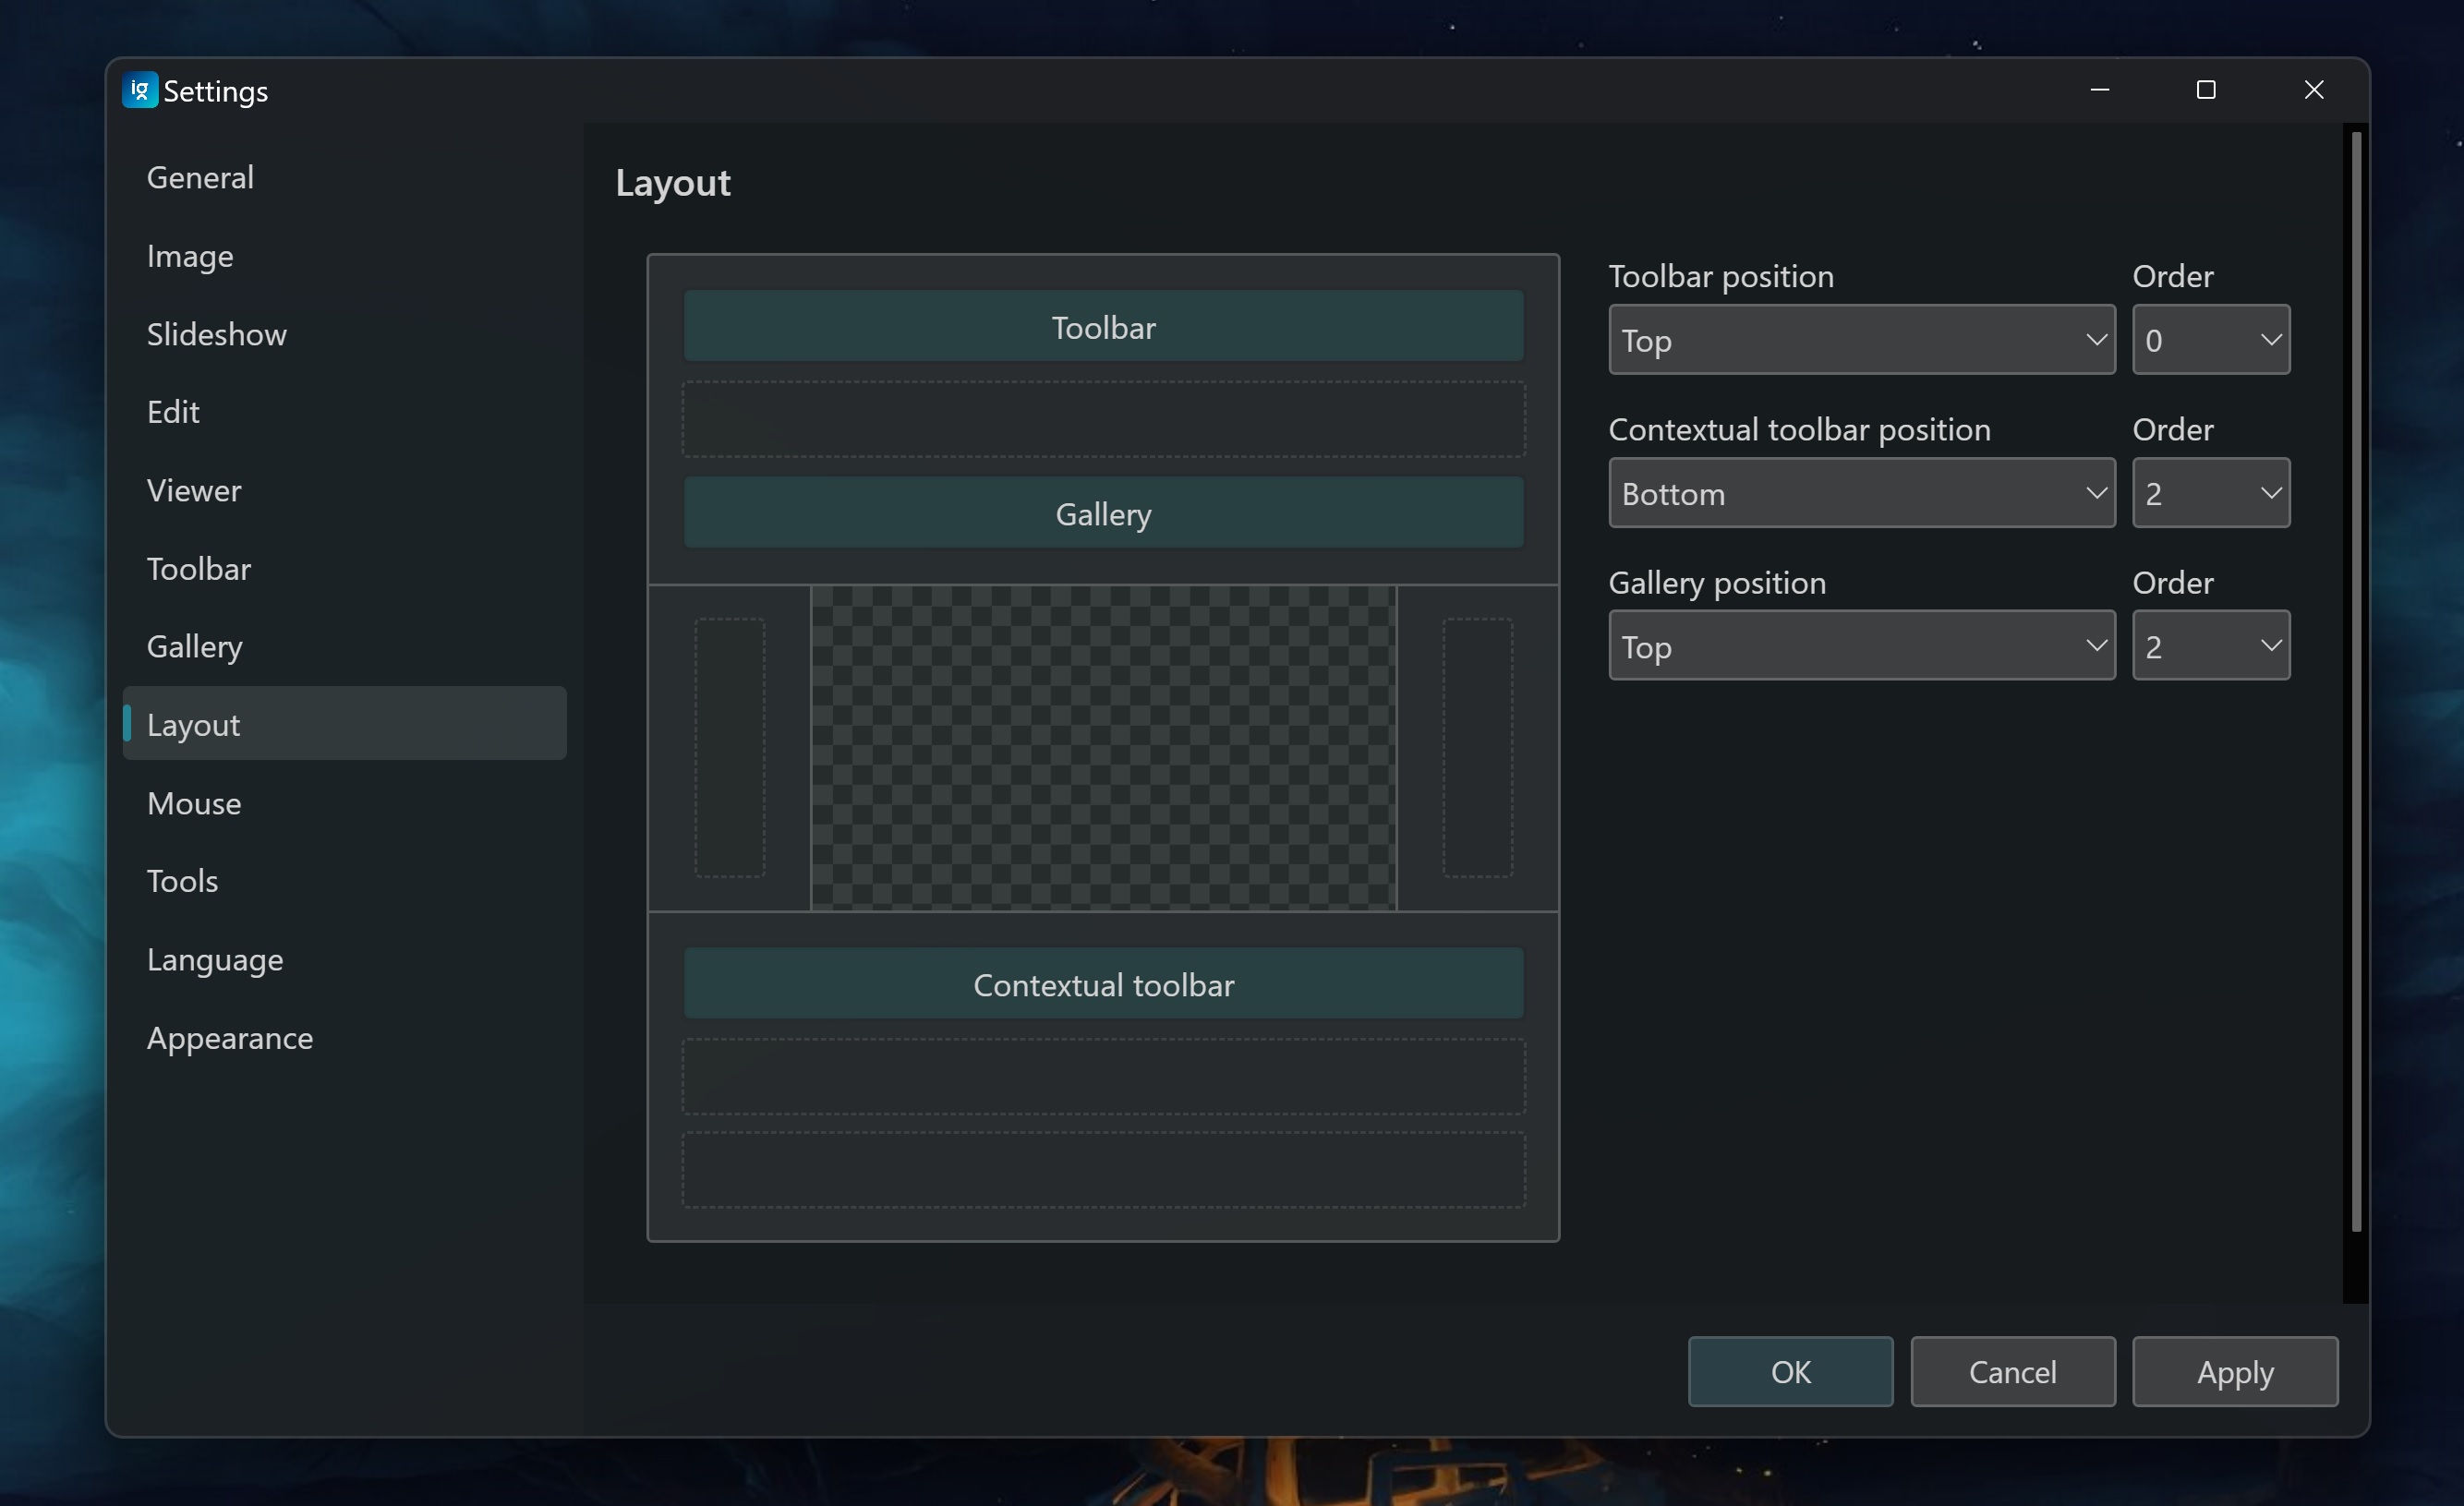 ig Settings
General
Image
Slideshow
Edit
Viewer
Toolbar
Gallery
Layout
Mouse
Tools
Language
Appearance
Layout
Toolbar
Gallery
Contextual toolbar
Toolbar position Order
Top 0
Contextual toolbar position Order
Bottom 2
Gallery position Order
Top 2
OK Cancel Apply